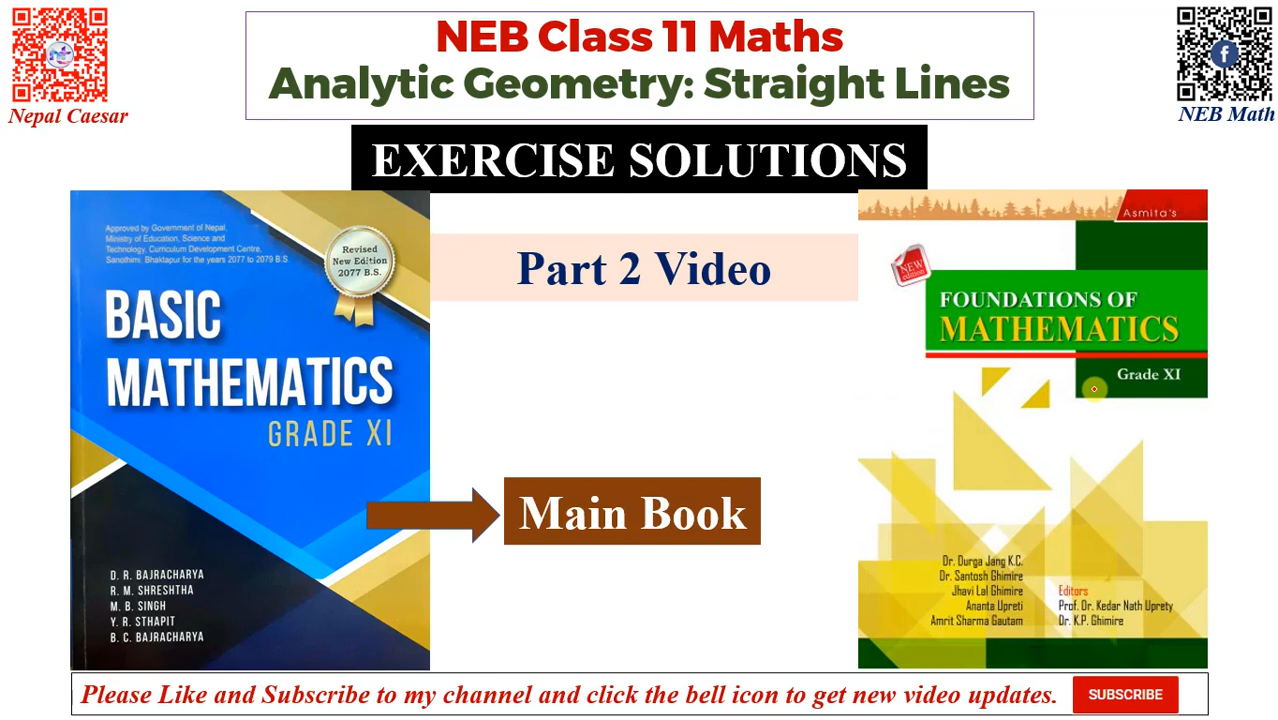 NEB Class 11 Maths
Analytic Geometry: Straight Lines
Nepal Caesar
NEB Math
EXERCISE SOLUTIONS
Approved by Government of Nepal,
Ministry of Education, Science and
Technology, Curriculum Development Centre,
Sanothimi, Bhaktapur for the years 2077 to 2079 B.S.
Revised
New Edition
2077 B.S.
BASIC
MATHEMATICS
GRADE XI
D. R. BAJRACHARYA
R. M. SHRESHTHA
M. B. SINGH
Y. R. STHAPIT
B. C. BAJRACHARYA
Part 2 Video
Main Book
Asmita's
NEW
edition
FOUNDATIONS OF
MATHEMATICS
Grade XI
Dr. Durga Jang K.C.
Dr. Santosh Ghimire
Jhavi Lal Ghimire
Ananta Upreti
Amrit Sharma Gautam
Editors
Prof. Dr. Kedar Nath Uprety
Dr. K.P. Ghimire
Please Like and Subscribe to my channel and click the bell icon to get new video updates.
SUBSCRIBE